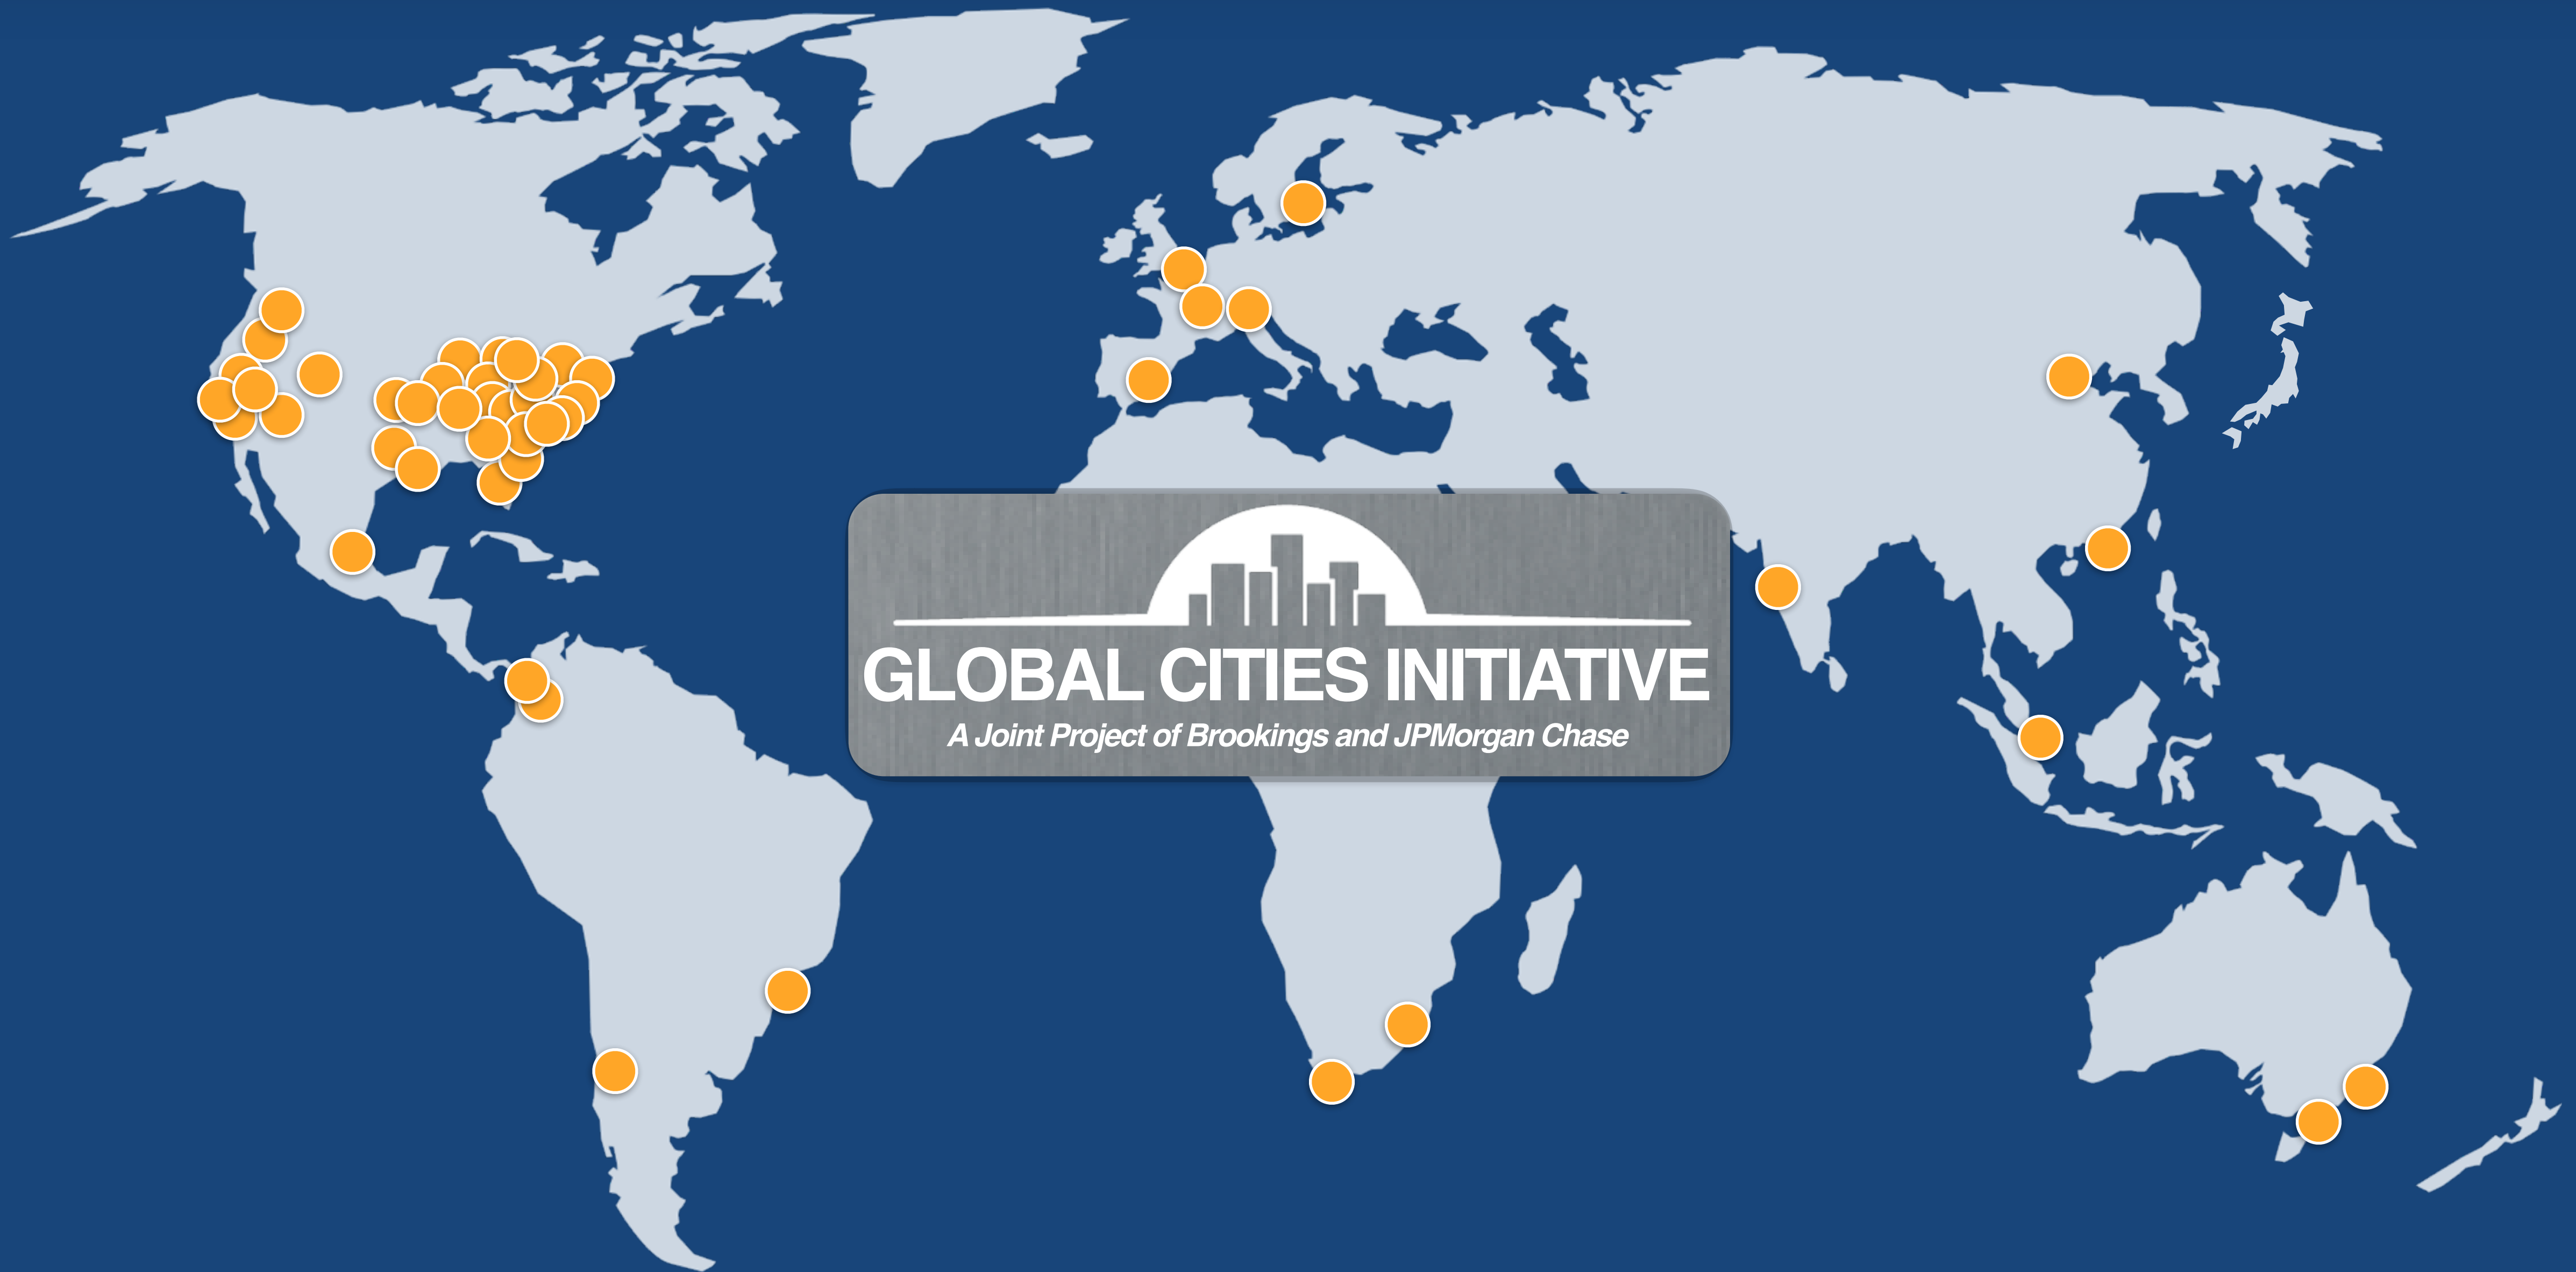 GLOBAL CITIES INITIATIVE
A Joint Project of Brookings and JPMorgan Chase